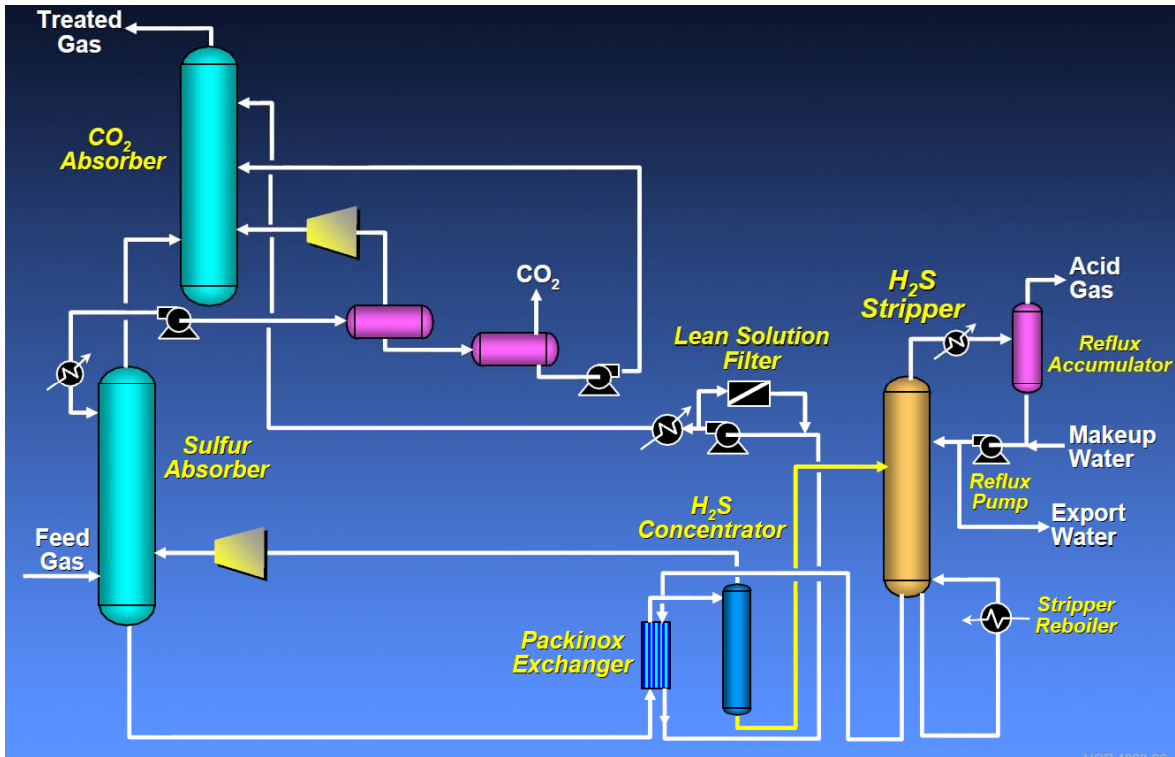 Treated
Gas
CO₂
Absorber
CO₂
H₂S
Stripper
Acid
Gas
Lean Solution
Filter
Reflux
Accumulator
Sulfur
Absorber
Makeup
Water
Reflux
Pump
H₂S
Concentrator
Export
Water
Feed
Gas
Packinox
Exchanger
Stripper
Reboiler